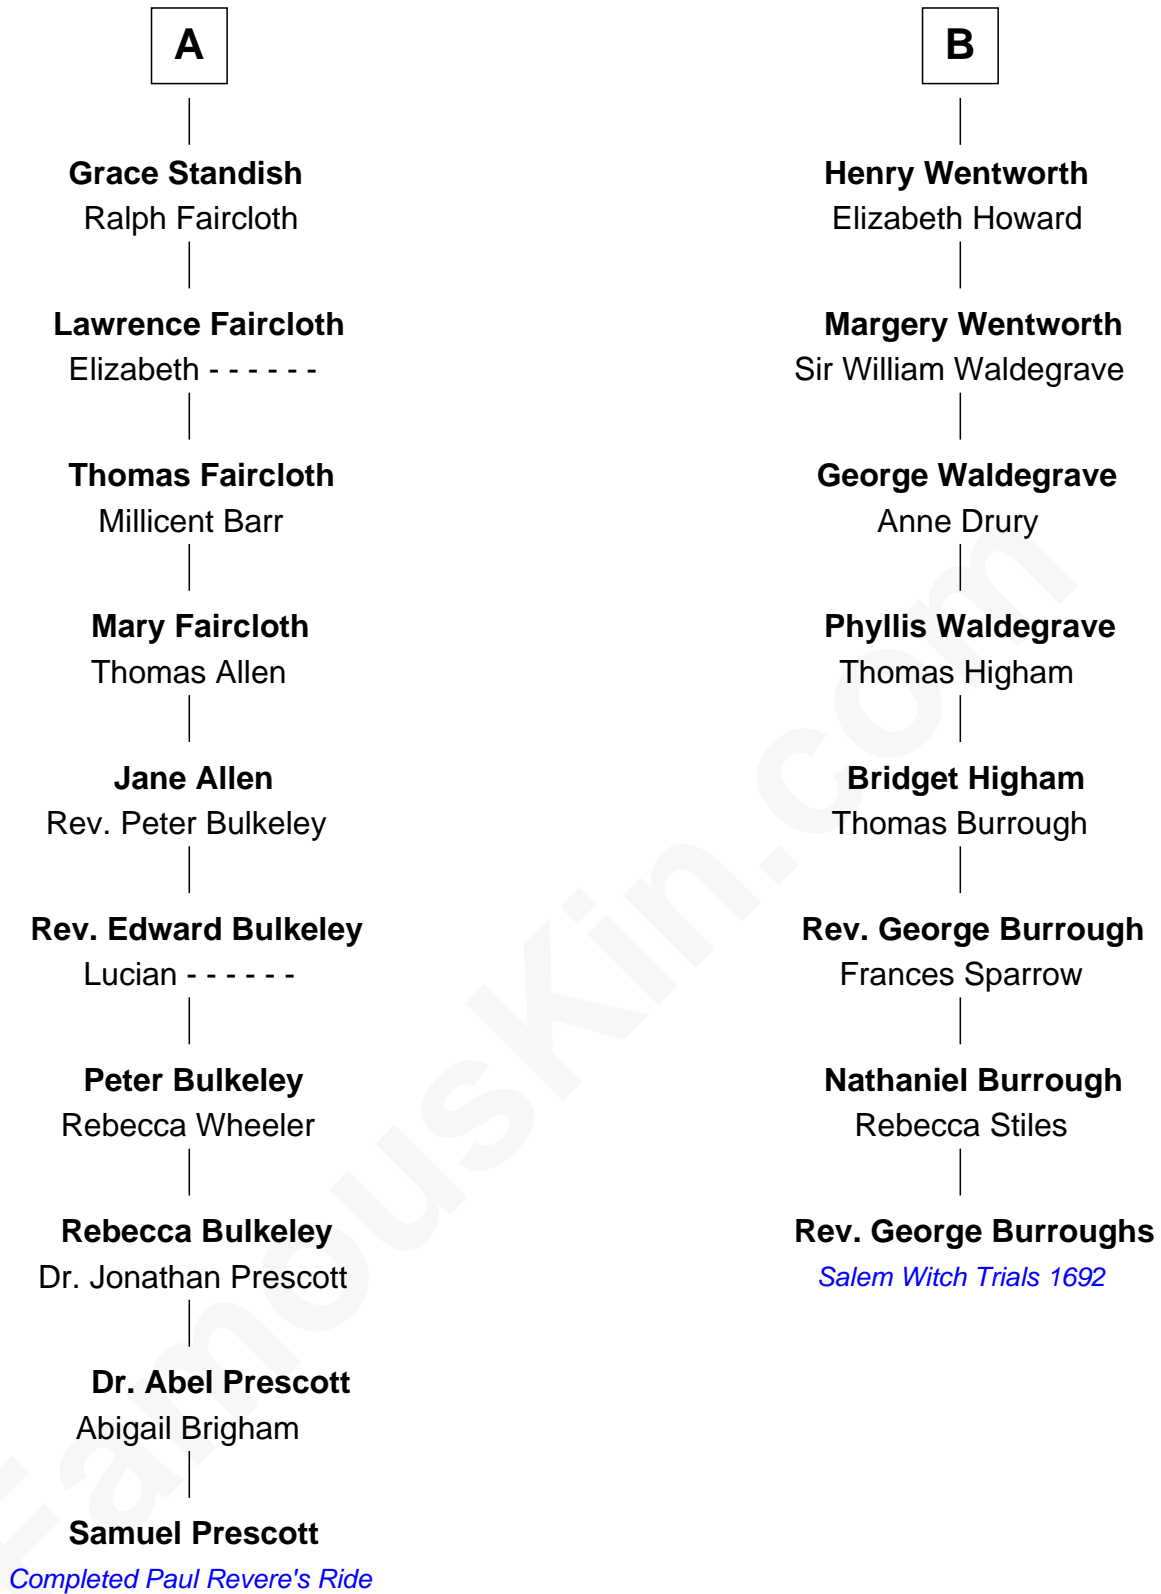 A
Grace Standish
Ralph Faircloth
Lawrence Faircloth
Elizabeth - - - - - -
Thomas Faircloth
Millicent Barr
Mary Faircloth
Thomas Allen
Jane Allen
Rev. Peter Bulkeley
Rev. Edward Bulkeley
Lucian - - - - - -
Peter Bulkeley
Rebecca Wheeler
Rebecca Bulkeley
Dr. Jonathan Prescott
Dr. Abel Prescott
Abigail Brigham
Samuel Prescott
Completed Paul Revere's Ride
B
Henry Wentworth
Elizabeth Howard
Margery Wentworth
Sir William Waldegrave
George Waldegrave
Anne Drury
Phyllis Waldegrave
Thomas Higham
Bridget Higham
Thomas Burrough
Rev. George Burrough
Frances Sparrow
Nathaniel Burrough
Rebecca Stiles
Rev. George Burroughs
Salem Witch Trials 1692
FamousKin.com